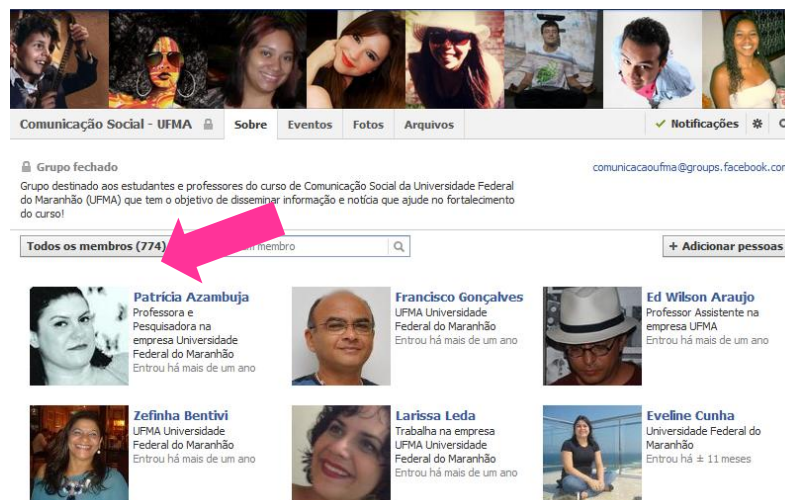 Comunicação Social - UFMA Sobre Eventos Fotos Arquivos Notificações
Grupo fechado comunicacaoufma@groups.facebook.com
Grupo destinado aos estudantes e professores do curso de Comunicação Social da Universidade Federal
do Maranhão (UFMA) que tem o objetivo de disseminar informação e notícia que ajude no fortalecimento
do curso!
Todos os membros (774) membro + Adicionar pessoas
Patrícia Azambuja
Professora e
Pesquisadora na
empresa Universidade
Federal do Maranhão
Entrou há mais de um ano
Francisco Gonçalves
UFMA Universidade
Federal do Maranhão
Entrou há mais de um ano
Ed Wilson Araujo
Professor Assistente na
empresa UFMA
Entrou há mais de um ano
Zefinha Bentivi
UFMA Universidade
Federal do Maranhão
Entrou há mais de um ano
Larissa Leda
Trabalha na empresa
UFMA Universidade
Federal do Maranhão
Entrou há mais de um ano
Eveline Cunha
Universidade Federal do
Maranhão
Entrou há ± 11 meses